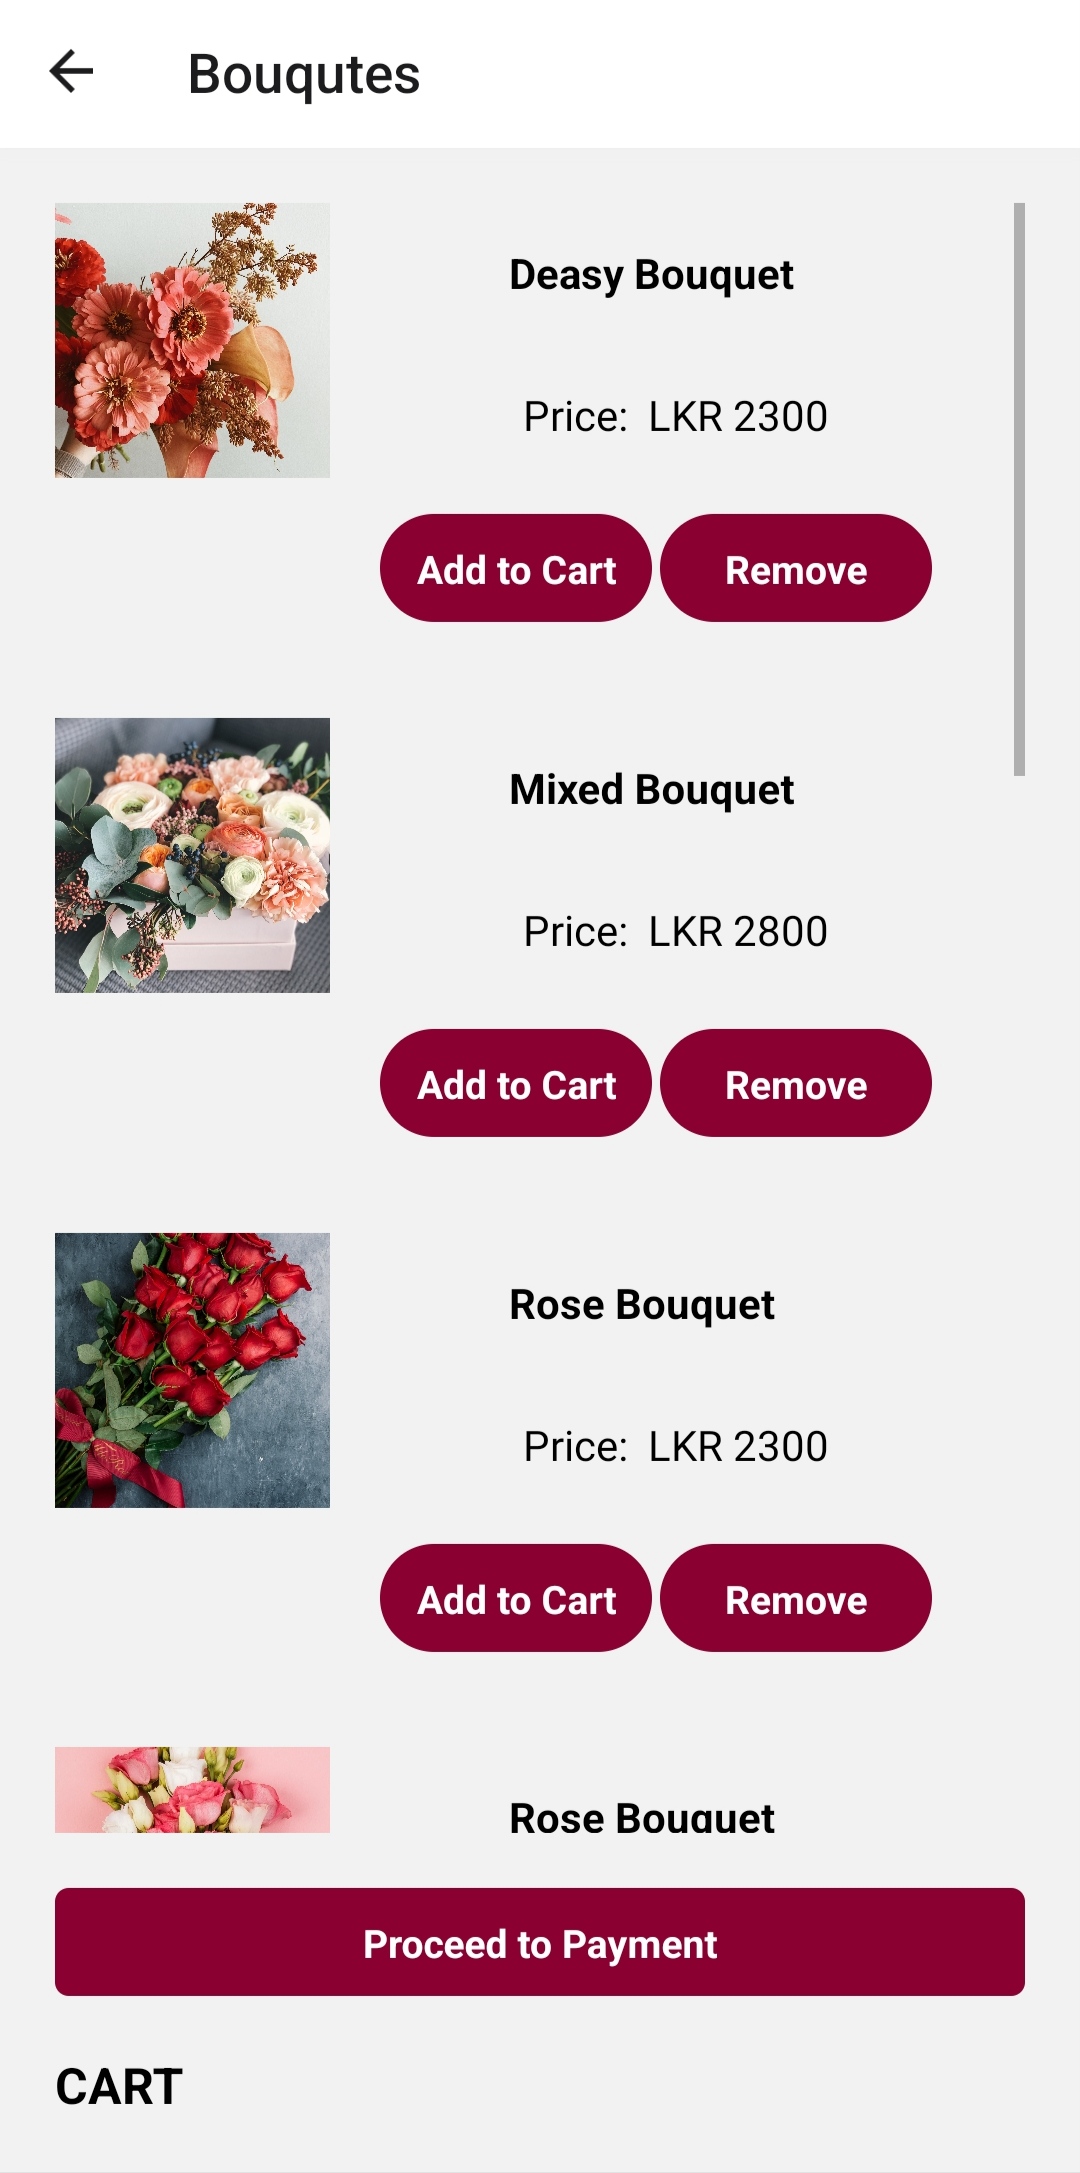 Bouqutes
Deasy Bouquet
Price: LKR 2300
Add to Cart Remove
Mixed Bouquet
Price: LKR 2800
Add to Cart Remove
Rose Bouquet
Price: LKR 2300
Add to Cart Remove
Rose Bouquet
Proceed to Payment
CART